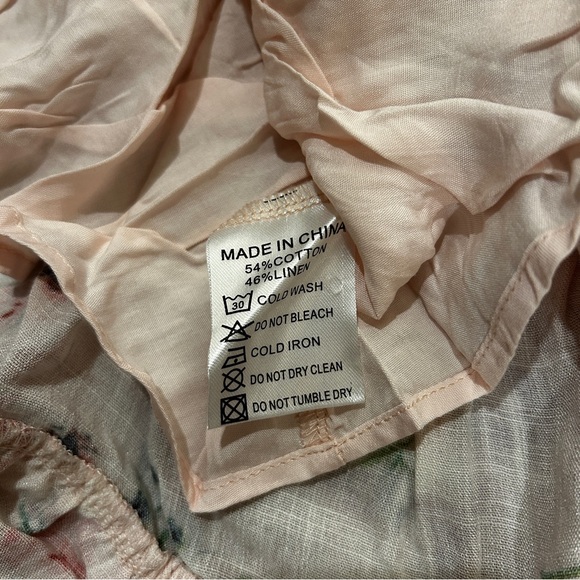 MADE IN CHINA
54%COTTON
46%LINEN
30 COLD WASH
DO NOT BLEACH
COLD IRON
DO NOT DRY CLEAN
DO NOT TUMBLE DRY